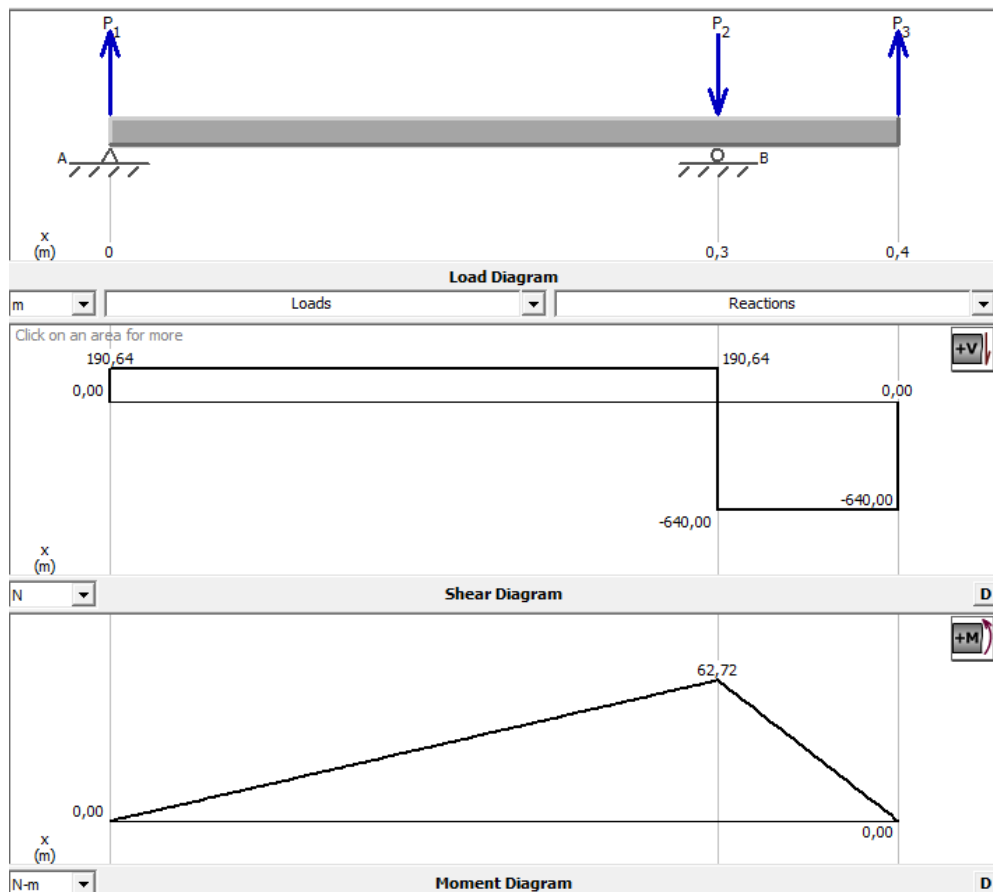 P1 P2 P3
A B
x
(m) 0 0,3 0,4
Load Diagram
m Loads Reactions
Click on an area for more
+V
190,64 190,64
0,00 0,00
-640,00
-640,00
x
(m)
N Shear Diagram D
+M
62,72
0,00
0,00
x
(m)
N-m Moment Diagram D